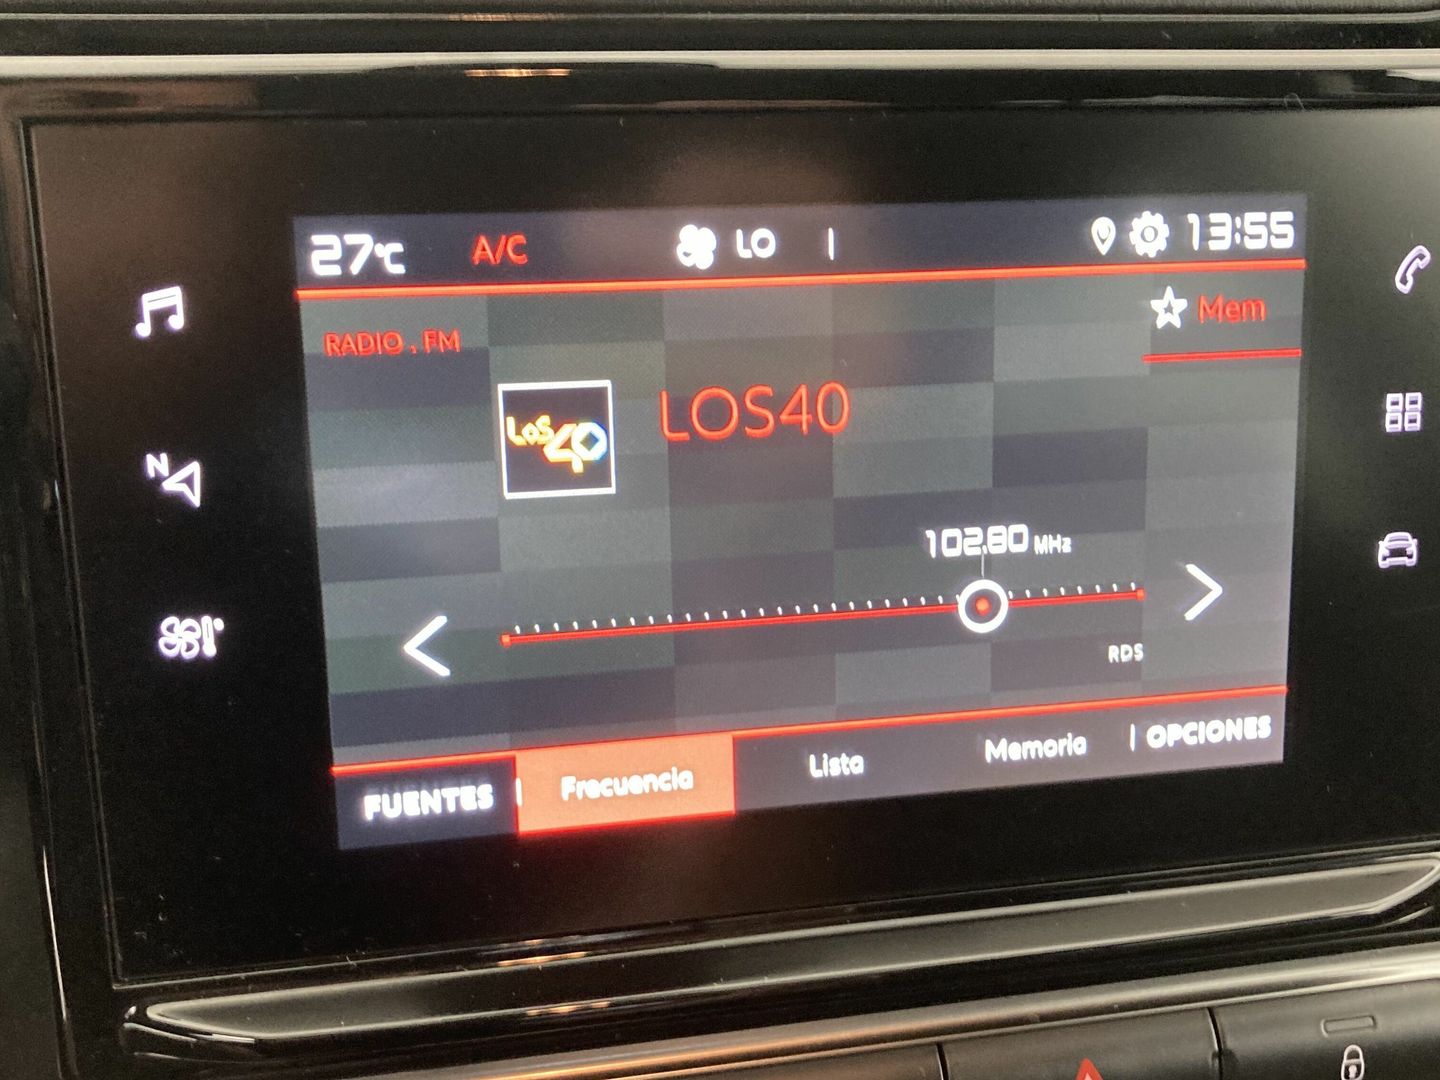 27°C A/C LO 13:55
Mem
RADIO . FM
LOS40
LOS40
N
102.80 MHz
RDS
FUENTES Frecuencia Lista Memoria OPCIONES